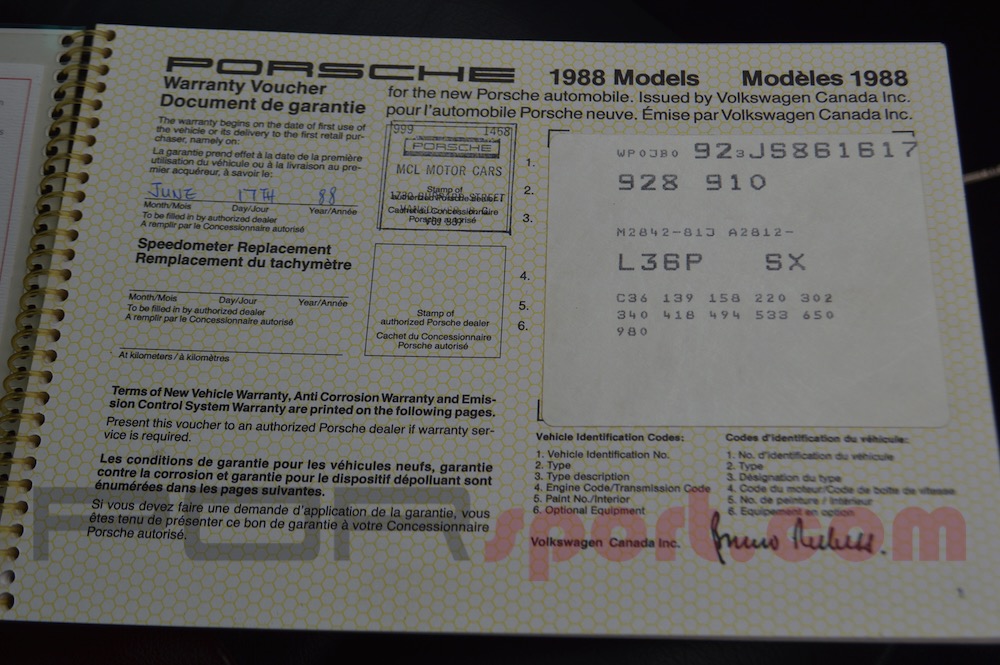 PORSCHE
Warranty Voucher
Document de garantie
1988 Models Modèles 1988
for the new Porsche automobile. Issued by Volkswagen Canada Inc.
pour l'automobile Porsche neuve. Émise par Volkswagen Canada Inc.
The warranty begins on the date of first use of
the vehicle or its delivery to the first retail pur-
chaser, namely on:
La garantie prend effet à la date de la première
utilisation du véhicule ou à la livraison au pre-
mier acquéreur, à savoir le:
JUNE 17TH 88
Month/Mois Day/Jour Year/Année
To be filled in by authorized dealer
A remplir par le Concessionnaire autorisé
Speedometer Replacement
Remplacement du tachymètre
Month/Mois Day/Jour Year/Année
To be filled in by authorized dealer
A remplir par le Concessionnaire autorisé
At kilometers / à kilomètres
999 1468
PORSCHE
MCL MOTOR CARS
Stamp of
authorized Porsche dealer
Cachet du Concessionnaire
Porsche autorisé
Stamp of
authorized Porsche dealer
Cachet du Concessionnaire
Porsche autorisé
1.
2.
3.
4.
5.
6.
WP0JB0 923JS861617
928 910
M2842-81J A2812-
L36P SX
C36 139 158 220 302
340 418 494 533 650
980
Terms of New Vehicle Warranty, Anti Corrosion Warranty and Emis-
sion Control System Warranty are printed on the following pages.
Present this voucher to an authorized Porsche dealer if warranty ser-
vice is required.
Les conditions de garantie pour les véhicules neufs, garantie
contre la corrosion et garantie pour le dispositif dépolluant sont
énumérées dans les pages suivantes.
Si vous devez faire une demande d'application de la garantie, vous
êtes tenu de présenter ce bon de garantie à votre Concessionnaire
Porsche autorisé.
Vehicle Identification Codes:
1. Vehicle Identification No.
2. Type
3. Type description
4. Engine Code/Transmission Code
5. Paint No./Interior
6. Optional Equipment
Codes d'identification du véhicule:
1. No. d'identification du véhicule
2. Type
3. Désignation du type
4. Code du moteur/Code de boîte de vitesse
5. No. de peinture / Intérieur
6. Equipement en option
Volkswagen Canada Inc.
FORsport.com
1